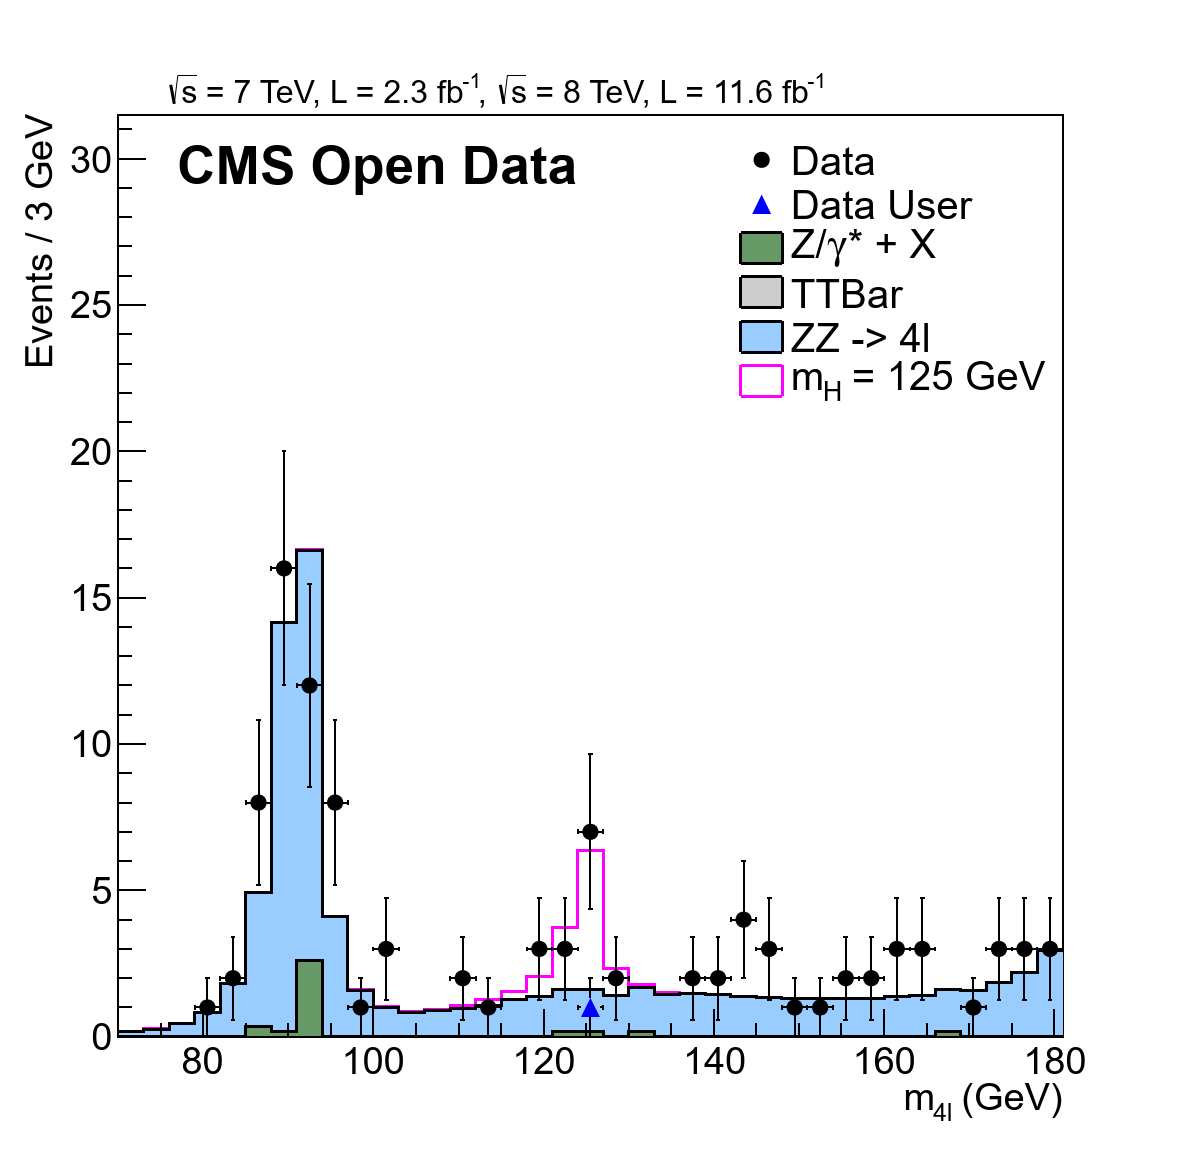 √s = 7 TeV, L = 2.3 fb⁻¹, √s = 8 TeV, L = 11.6 fb⁻¹
Events / 3 GeV
CMS Open Data
Data
Data User
Z/γ* + X
TTBar
ZZ -> 4l
m_H = 125 GeV
30
25
20
15
10
5
0
80 100 120 140 160 180
m_4l (GeV)